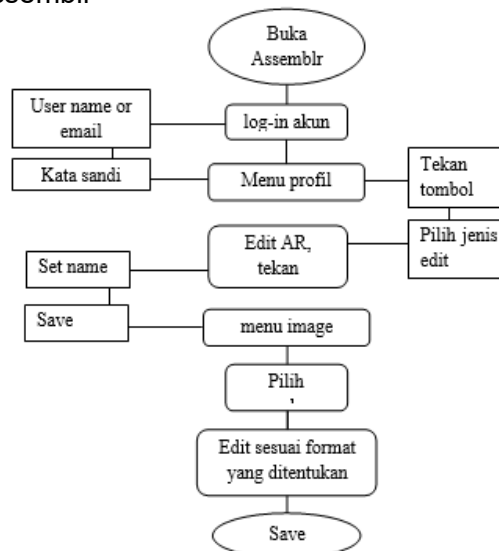 Buka
Assemblr
User name or
email
log-in akun
Kata sandi
Menu profil
Tekan
tombol
Pilih jenis
edit
Edit AR,
tekan
Set name
Save
menu image
Pilih
Edit sesuai format
yang ditentukan
Save